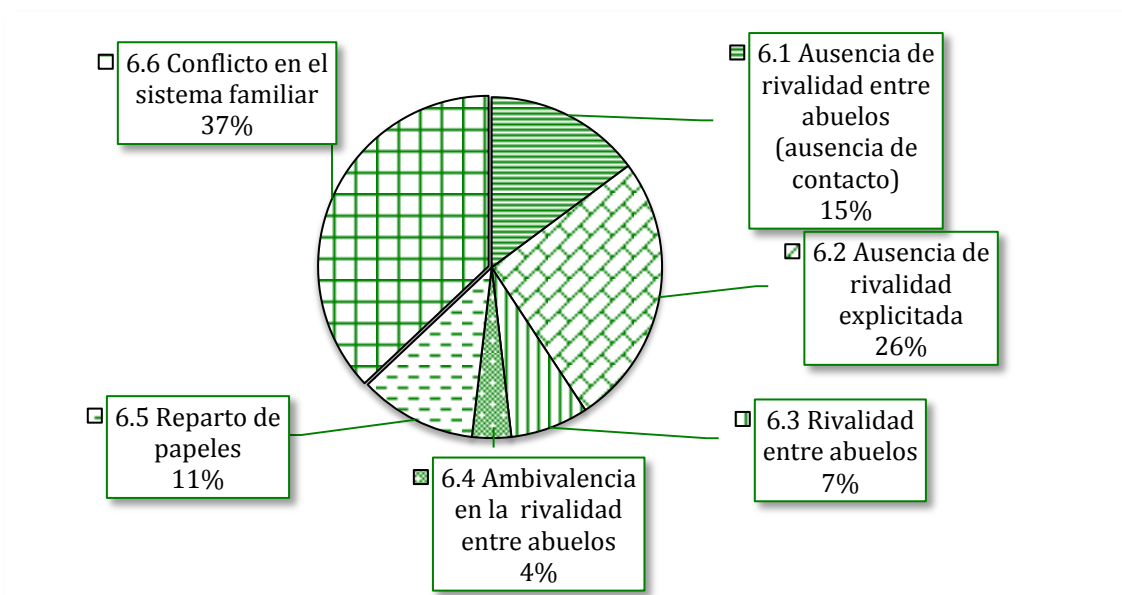 6.6 Conflicto en el
sistema familiar
37%
6.1 Ausencia de
rivalidad entre
abuelos
(ausencia de
contacto)
15%
6.2 Ausencia de
rivalidad
explicitada
26%
6.5 Reparto de
papeles
11%
6.3 Rivalidad
entre abuelos
7%
6.4 Ambivalencia
en la rivalidad
entre abuelos
4%